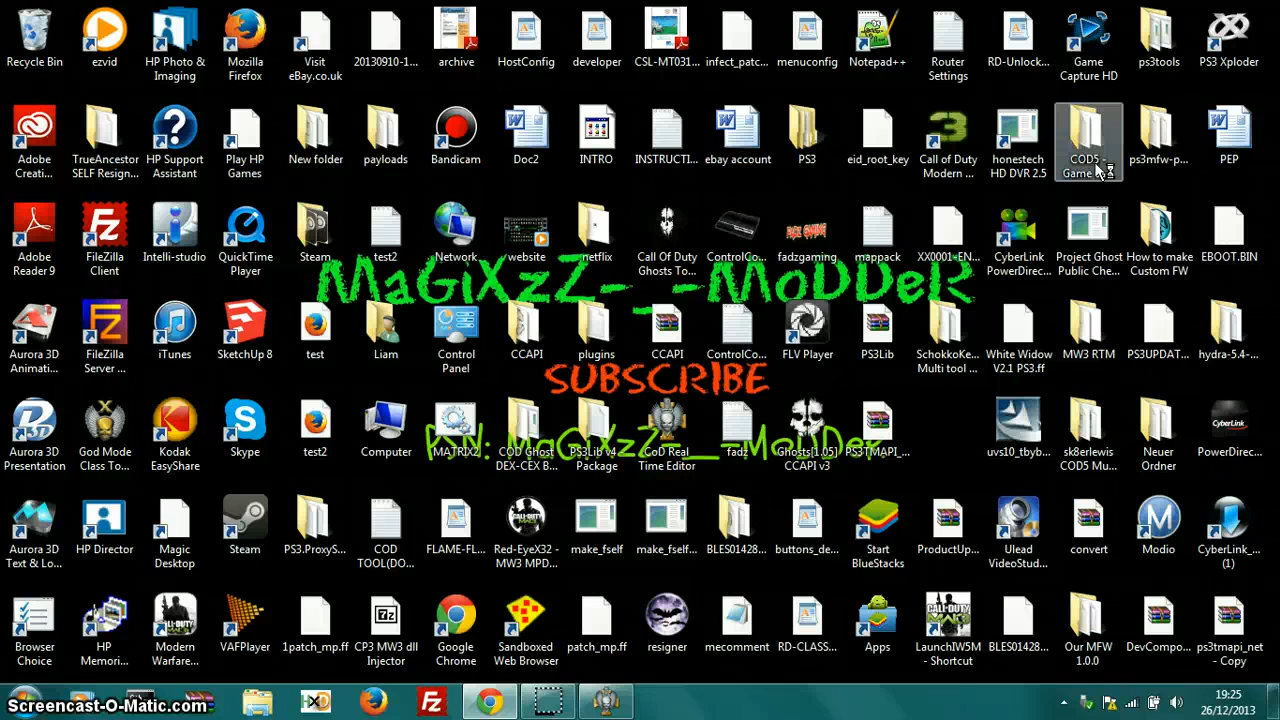 Recycle Bin
ezvid
HP Photo &
Imaging
Mozilla
Firefox
Visit
eBay.co.uk
20130910-1...
archive
HostConfig
developer
CSL-MT031...
infect_patc...
menuconfig
Notepad++
Router
Settings
RD-Unlock...
Game
Capture HD
ps3tools
PS3 Xploder
Adobe
Creati...
TrueAncestor
SELF Resign...
HP Support
Assistant
Play HP
Games
New folder
payloads
Bandicam
Doc2
INTRO
INSTRUCTI...
ebay account
PS3
eid_root_key
Call of Duty
Modern ...
honestech
HD DVR 2.5
COD5 -
Game
ps3mfw-p...
PEP
Adobe
Reader 9
FileZilla
Client
Intelli-studio
QuickTime
Player
Steam
test2
Network
website
netflix
Call Of Duty
Ghosts To...
ControlCo...
fadzgaming
mappack
XX0001-EN...
CyberLink
PowerDirec...
Project Ghost
Public Che...
How to make
Custom FW
EBOOT.BIN
MaGiXzZ-__-MoDDeR
Aurora 3D
Animati...
FileZilla
Server ...
iTunes
SketchUp 8
test
Liam
Control
Panel
CCAPI
plugins
CCAPI
ControlCo...
FLV Player
PS3Lib
SchokkoKe...
Multi tool ...
White Widow
V2.1 PS3.ff
MW3 RTM
PS3UPDAT...
hydra-5.4-...
SUBSCRIBE
PSN: MaGiXzZ-__-MoDDer
Aurora 3D
Presentation
God Mode
Class To...
Kodak
EasyShare
Skype
test2
Computer
MATRIX2
COD Ghost
DEX-CEX B...
PS3Lib v4
Package
CoD Real
Time Editor
fadz
Ghosts[1.05]
CCAPI v3
PS3TMAPI_...
uvs10_tbyb...
sk8erlewis
COD5 Mu...
Neuer
Ordner
CyberLink
PowerDirec...
Aurora 3D
Text & Lo...
HP Director
Magic
Desktop
Steam
PS3.ProxyS...
COD
TOOL(DO...
FLAME-FL...
Red-EyeX32 -
MW3 MPD...
make_fself
make_fself...
BLES01428...
buttons_de...
Start
BlueStacks
ProductUp...
Ulead
VideoStud...
convert
Modio
CyberLink_...
(1)
Browser
Choice
HP
Memori...
Modern
Warfare...
VAFPlayer
1patch_mp.ff
CP3 MW3 dll
Injector
Google
Chrome
Sandboxed
Web Browser
patch_mp.ff
resigner
mecomment
RD-CLASS...
Apps
LaunchIW5M
- Shortcut
BLES01428...
Our MFW
1.0.0
DevCompo...
ps3tmapi_net
- Copy
Screencast-O-Matic.com
19:25
26/12/2013